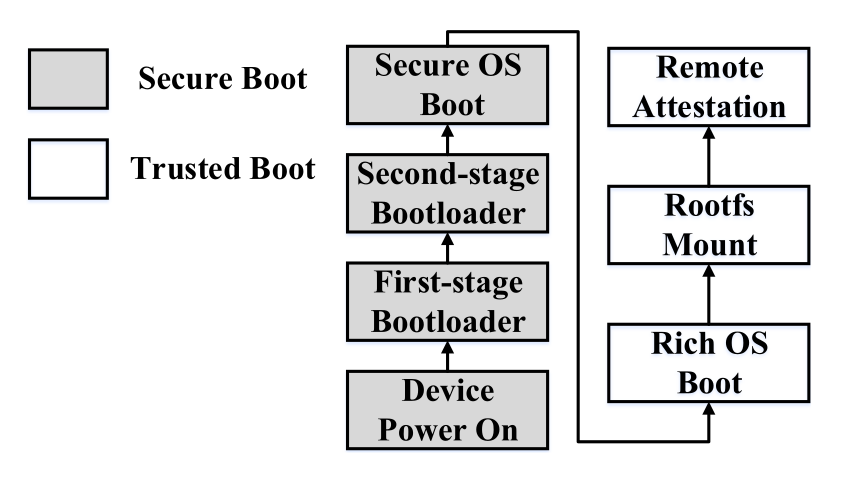 Secure Boot
Trusted Boot
Secure OS
Boot
Second-stage
Bootloader
First-stage
Bootloader
Device
Power On
Remote
Attestation
Rootfs
Mount
Rich OS
Boot